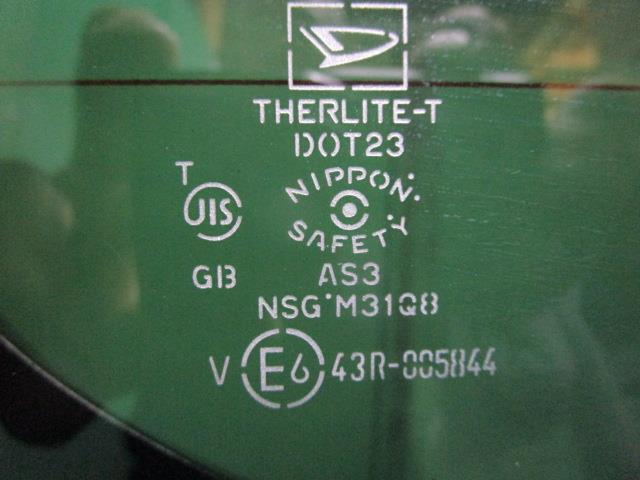 THERLITE-T
DOT23
T
JIS
NIPPON
SAFETY
GB AS3
NSG M31Q8
V E6 43R-005844